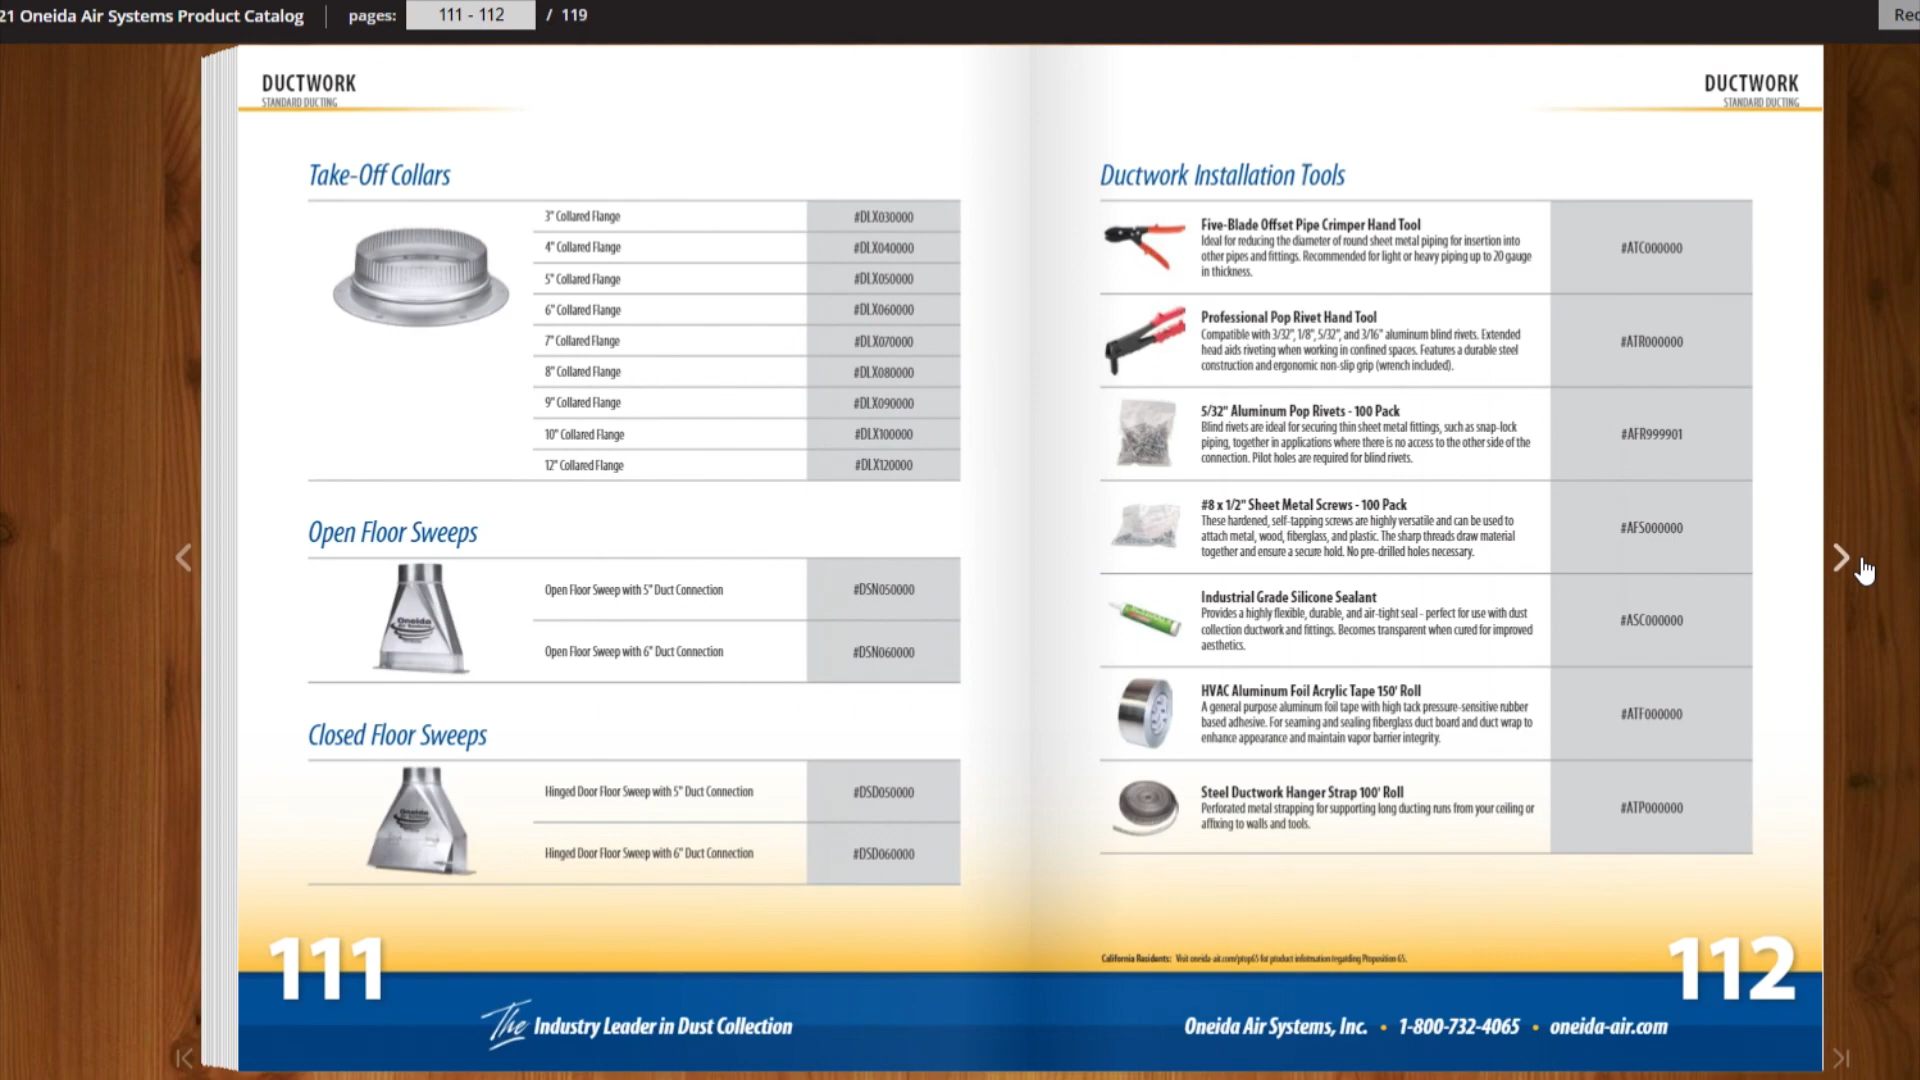 21 Oneida Air Systems Product Catalog
pages:
111 - 112
/ 119
Rec
DUCTWORK
STANDARD DUCTING
Take-Off Collars
3" Collared Flange #DLX030000
4" Collared Flange #DLX040000
5" Collared Flange #DLX050000
6" Collared Flange #DLX060000
7" Collared Flange #DLX070000
8" Collared Flange #DLX080000
9" Collared Flange #DLX090000
10" Collared Flange #DLX100000
12" Collared Flange #DLX120000
Open Floor Sweeps
Oneida
Open Floor Sweep with 5" Duct Connection #DSN050000
Open Floor Sweep with 6" Duct Connection #DSN060000
Closed Floor Sweeps
Oneida
Hinged Door Floor Sweep with 5" Duct Connection #DSD050000
Hinged Door Floor Sweep with 6" Duct Connection #DSD060000
111
The Industry Leader in Dust Collection
DUCTWORK
STANDARD DUCTING
Ductwork Installation Tools
Five-Blade Offset Pipe Crimper Hand Tool
Ideal for reducing the diameter of round sheet metal piping for insertion into
other pipes and fittings. Recommended for light or heavy piping up to 20 gauge
in thickness.
#ATC000000
Professional Pop Rivet Hand Tool
Compatible with 3/32", 1/8", 5/32", and 3/16" aluminum blind rivets. Extended
head aids riveting when working in confined spaces. Features a durable steel
construction and ergonomic non-slip grip (wrench included).
#ATR000000
5/32" Aluminum Pop Rivets - 100 Pack
Blind rivets are ideal for securing thin sheet metal fittings, such as snap-lock
piping, together in applications where there is no access to the other side of the
connection. Pilot holes are required for blind rivets.
#AFR999901
#8 x 1/2" Sheet Metal Screws - 100 Pack
These hardened, self-tapping screws are highly versatile and can be used to
attach metal, wood, fiberglass, and plastic. The sharp threads draw material
together and ensure a secure hold. No pre-drilled holes necessary.
#AFS000000
Industrial Grade Silicone Sealant
Provides a highly flexible, durable, and air-tight seal - perfect for use with dust
collection ductwork and fittings. Becomes transparent when cured for improved
aesthetics.
#ASC000000
HVAC Aluminum Foil Acrylic Tape 150' Roll
A general purpose aluminum foil tape with high tack pressure-sensitive rubber
based adhesive. For seaming and sealing fiberglass duct board and duct wrap to
enhance appearance and maintain vapor barrier integrity.
#ATF000000
Steel Ductwork Hanger Strap 100' Roll
Perforated metal strapping for supporting long ducting runs from your ceiling or
affixing to walls and tools.
#ATP000000
California Residents: Visit oneida-air.com/prop65 for product information regarding Proposition 65.
112
Oneida Air Systems, Inc. • 1-800-732-4065 • oneida-air.com